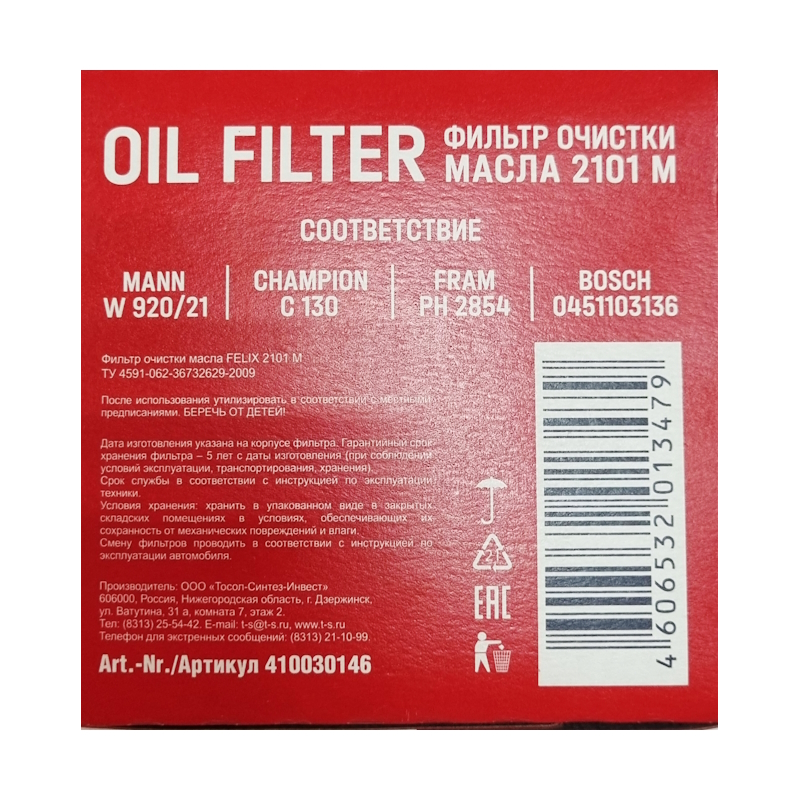 OIL FILTER
ФИЛЬТР ОЧИСТКИ
МАСЛА 2101 М
СООТВЕТСТВИЕ
MANN
W 920/21
CHAMPION
C 130
FRAM
PH 2854
BOSCH
0451103136
Фильтр очистки масла FELIX 2101 М
ТУ 4591-062-36732629-2009
После использования утилизировать в соответствии с местными
предписаниями. БЕРЕЧЬ ОТ ДЕТЕЙ!
Дата изготовления указана на корпусе фильтра. Гарантийный срок
хранения фильтра – 5 лет с даты изготовления (при соблюдении
условий эксплуатации, транспортирования, хранения).
Срок службы в соответствии с инструкцией по эксплуатации
техники.
Условия хранения: хранить в упакованном виде в закрытых
складских помещениях в условиях, обеспечивающих их
сохранность от механических повреждений и влаги.
Смену фильтров проводить в соответствии с инструкцией по
эксплуатации автомобиля.
Производитель: ООО «Тосол-Синтез-Инвест»
606000, Россия, Нижегородская область, г. Дзержинск,
ул. Ватутина, 31 а, комната 7, этаж 2.
Тел: (8313) 25-54-42. E-mail: t-s@t-s.ru, www.t-s.ru
Телефон для экстренных сообщений: (8313) 21-10-99.
Art.-Nr./Артикул 410030146
21
EAC
4 606532 013479